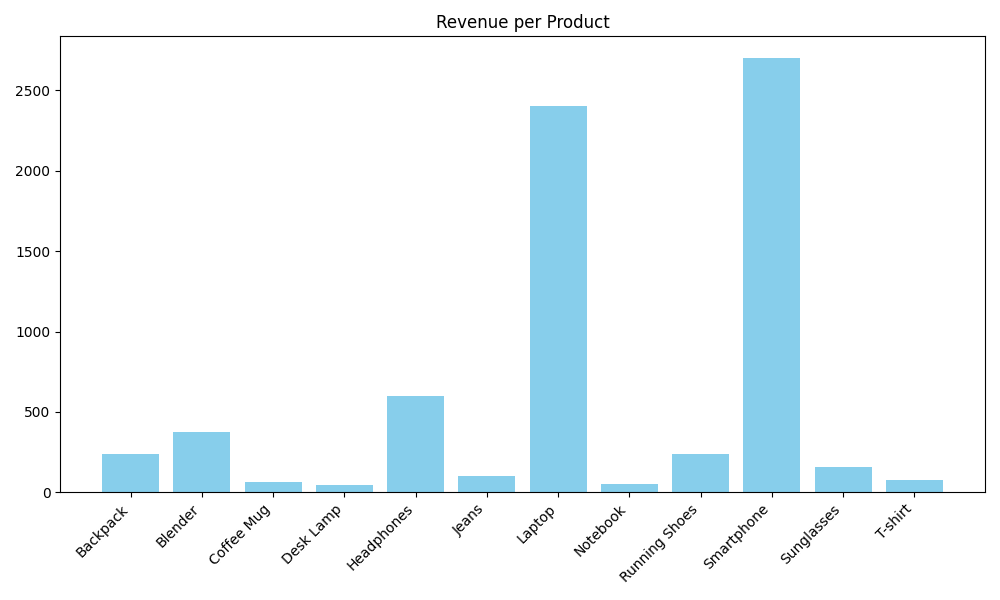 Revenue per Product
2500
2000
1500
1000
500
0
Backpack
Blender
Coffee Mug
Desk Lamp
Headphones
Jeans
Laptop
Notebook
Running Shoes
Smartphone
Sunglasses
T-shirt